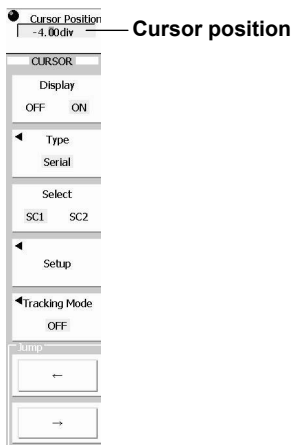 Cursor Position
-4.00div
Cursor position
CURSOR
Display
OFF ON
Type
Serial
Select
SC1 SC2
Setup
Tracking Mode
OFF
Jump
←
→